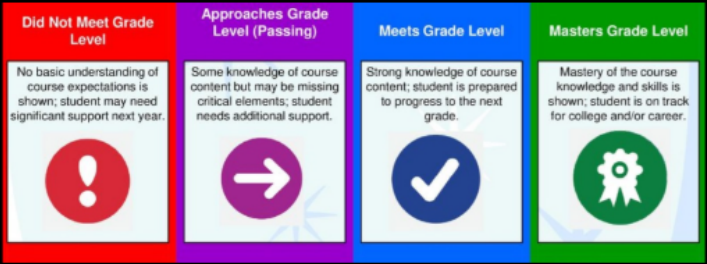 Did Not Meet Grade
Level
No basic understanding of
course expectations is
shown; student may need
significant support next year.
Approaches Grade
Level (Passing)
Some knowledge of course
content but may be missing
critical elements; student
needs additional support.
Meets Grade Level
Strong knowledge of course
content; student is prepared
to progress to the next
grade.
Masters Grade Level
Mastery of the course
knowledge and skills is
shown; student is on track
for college and/or career.